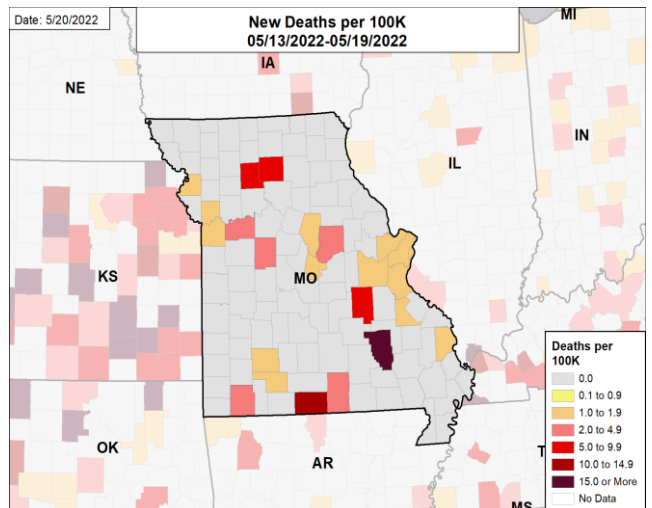 Date: 5/20/2022
New Deaths per 100K
05/13/2022-05/19/2022
MI
IA
NE
IN
IL
KS
MO
OK
AR
MS
Deaths per
100K
0.0
0.1 to 0.9
1.0 to 1.9
2.0 to 4.9
5.0 to 9.9
10.0 to 14.9
15.0 or More
No Data